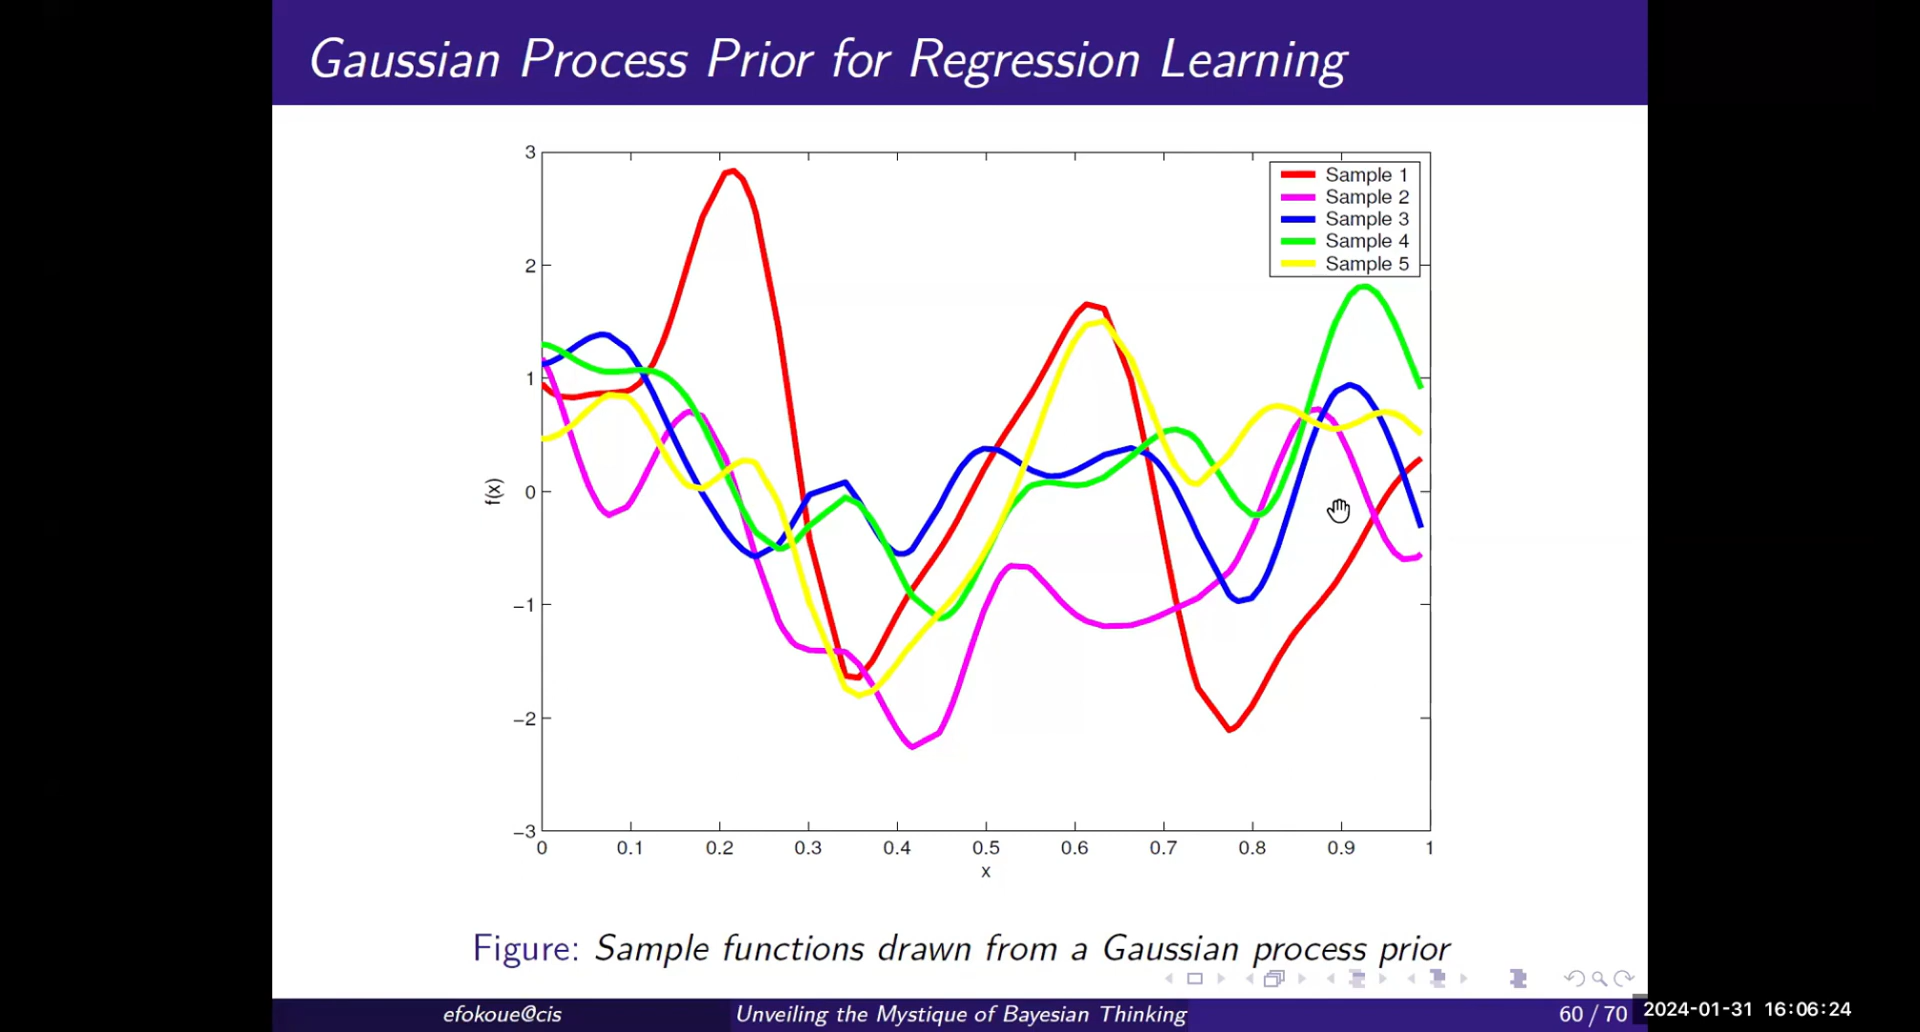 Gaussian Process Prior for Regression Learning
3
2
1
0
−1
−2
−3
f(x)
Sample 1
Sample 2
Sample 3
Sample 4
Sample 5
0 0.1 0.2 0.3 0.4 0.5 0.6 0.7 0.8 0.9 1
x
Figure: Sample functions drawn from a Gaussian process prior
efokoue@cis Unveiling the Mystique of Bayesian Thinking 60 / 70 2024-01-31 16:06:24